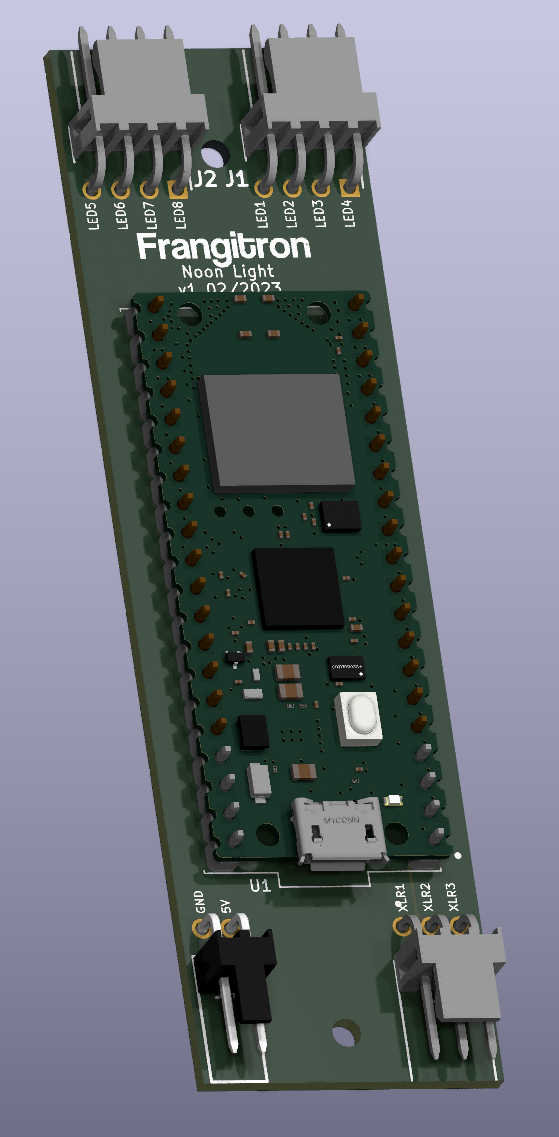 J2 J1
LED5
LED6
LED7
LED8
LED1
LED2
LED3
LED4
Frangitron
Noon Light
v1 02/2023
MTCONN
U1
GND
5V
XLR1
XLR2
XLR3